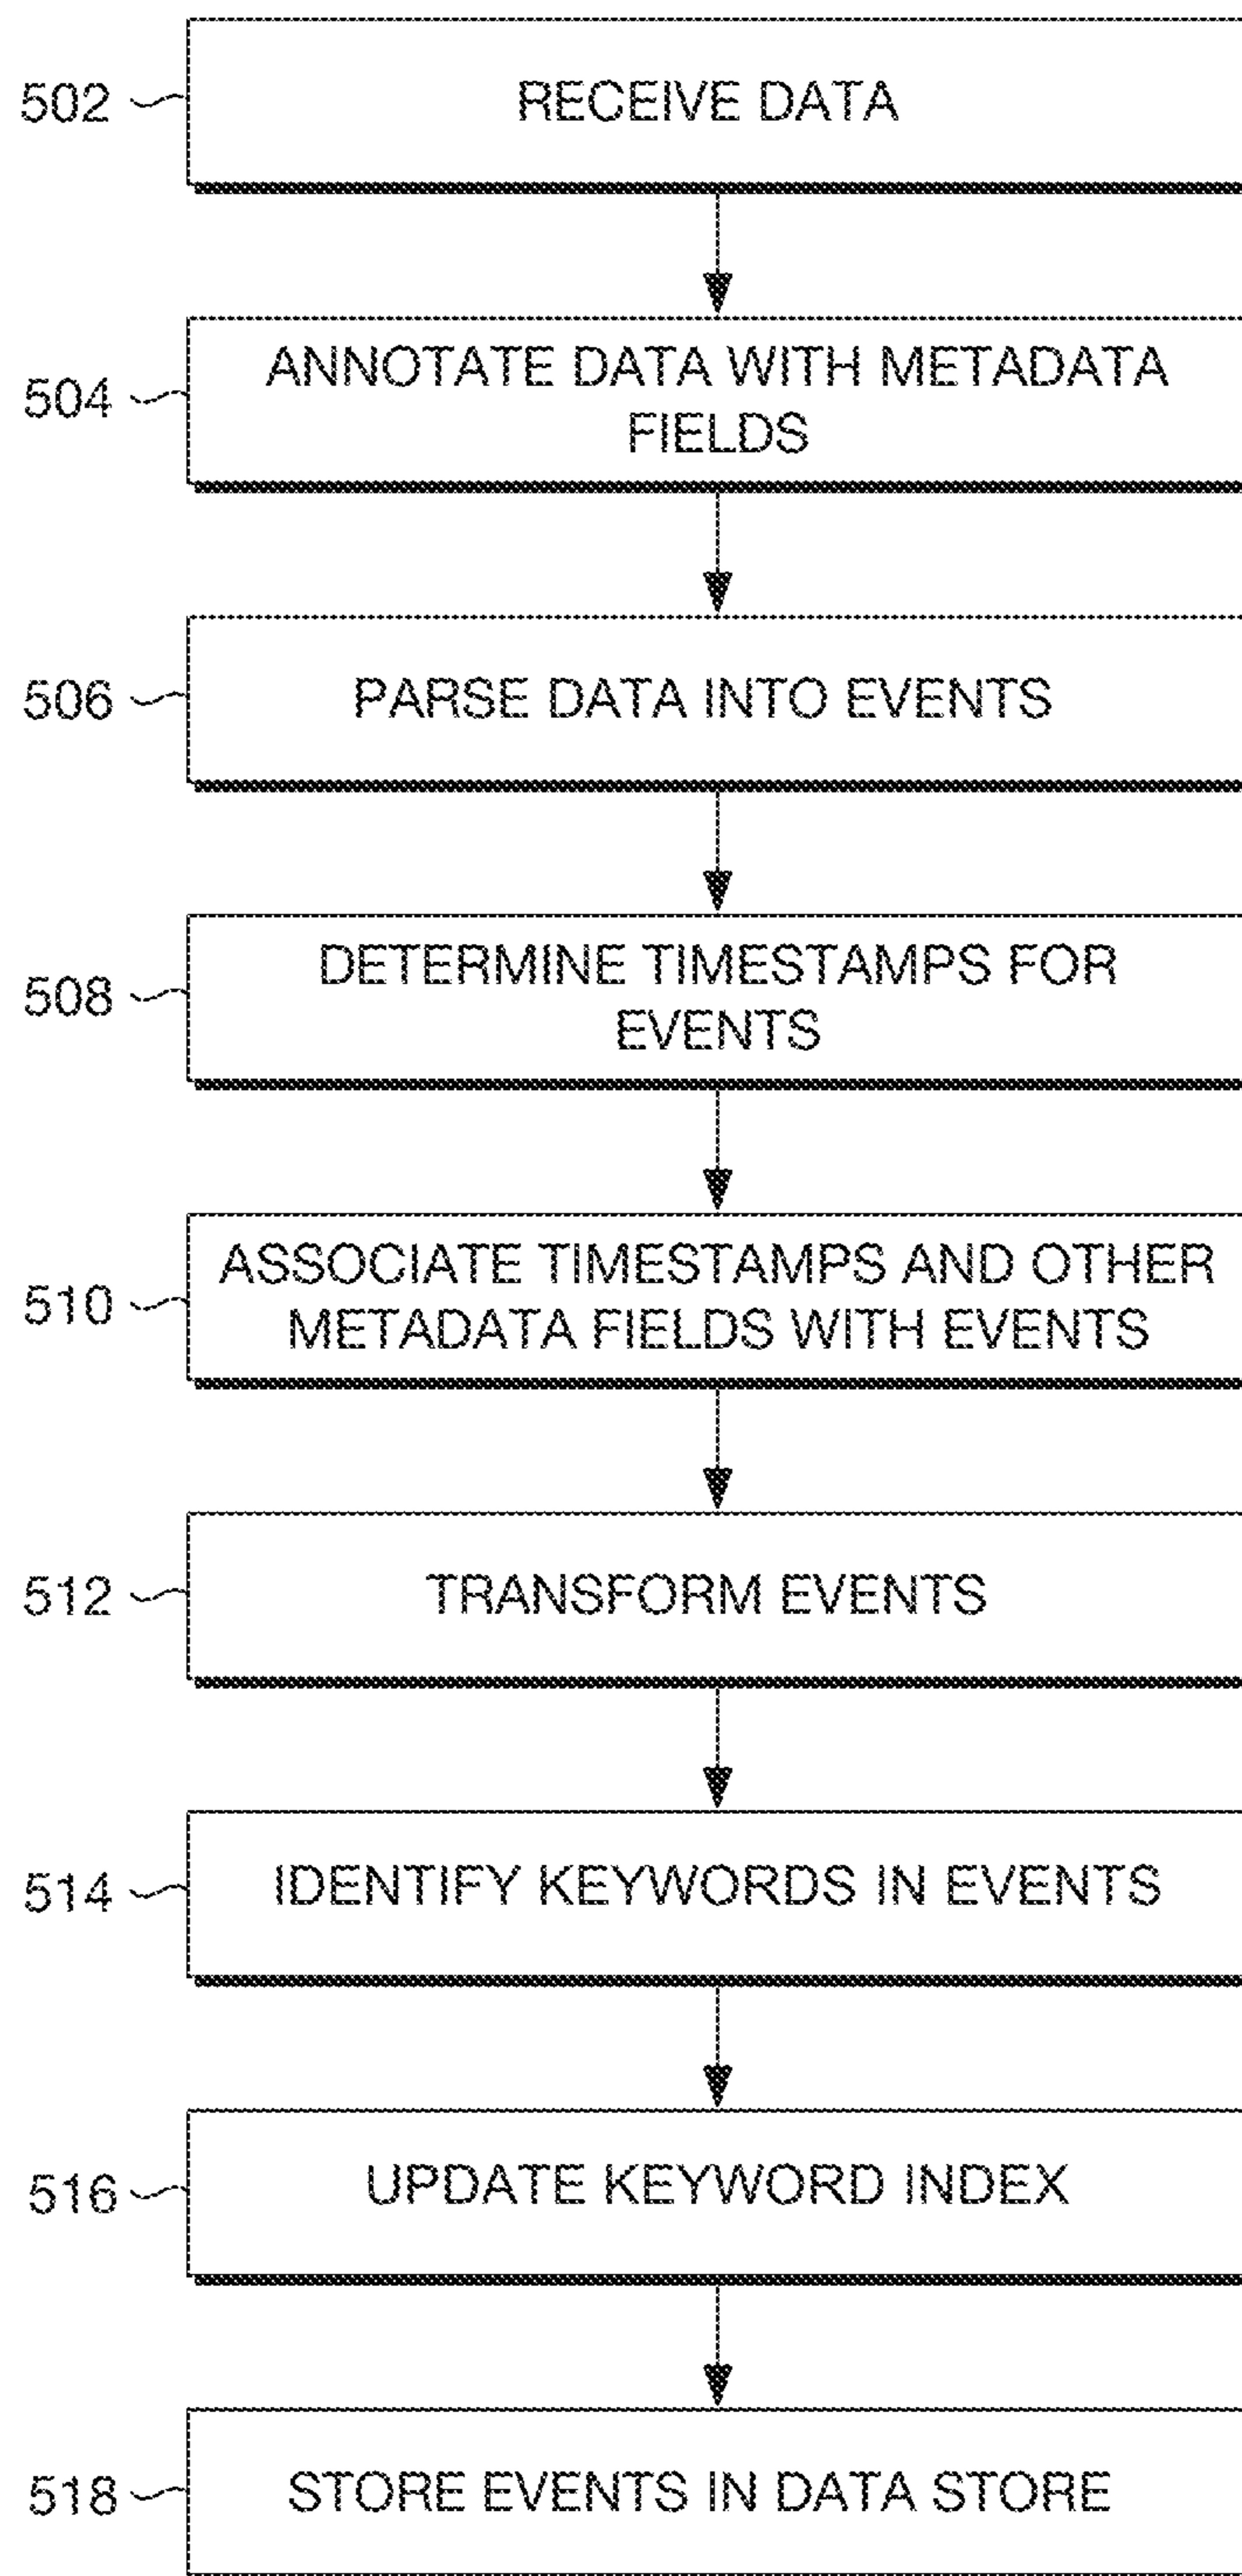 502
RECEIVE DATA
504
ANNOTATE DATA WITH METADATA
FIELDS
506
PARSE DATA INTO EVENTS
508
DETERMINE TIMESTAMPS FOR
EVENTS
510
ASSOCIATE TIMESTAMPS AND OTHER
METADATA FIELDS WITH EVENTS
512
TRANSFORM EVENTS
514
IDENTIFY KEYWORDS IN EVENTS
516
UPDATE KEYWORD INDEX
518
STORE EVENTS IN DATA STORE